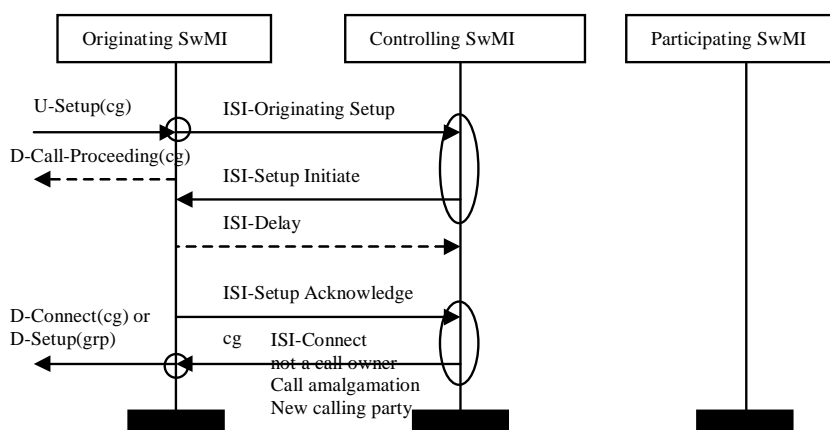 Originating SwMI
Controlling SwMI
Participating SwMI
U-Setup(cg)
ISI-Originating Setup
D-Call-Proceeding(cg)
ISI-Setup Initiate
ISI-Delay
ISI-Setup Acknowledge
D-Connect(cg) or
D-Setup(grp)
cg
ISI-Connect
not a call owner
Call amalgamation
New calling party